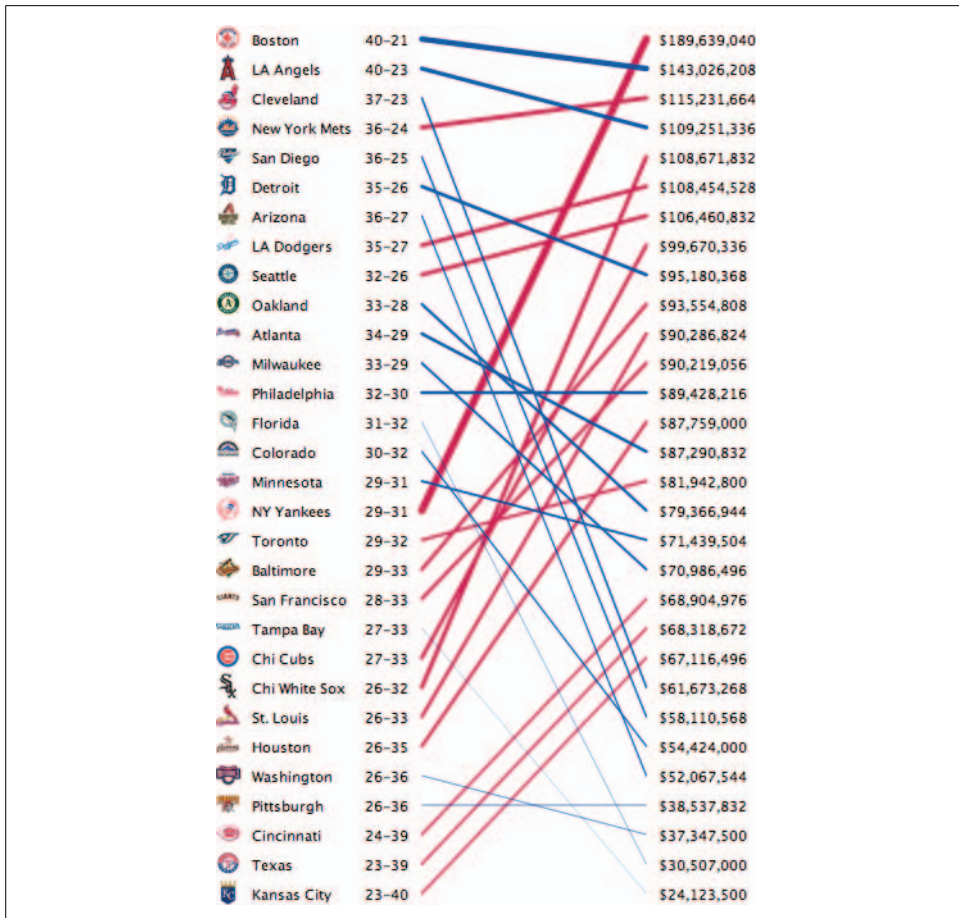 Boston 40-21 $189,639,040
LA Angels 40-23 $143,026,208
Cleveland 37-23 $115,231,664
New York Mets 36-24 $109,251,336
San Diego 36-25 $108,671,832
Detroit 35-26 $108,454,528
Arizona 36-27 $106,460,832
LA Dodgers 35-27 $99,670,336
Seattle 32-26 $95,180,368
Oakland 33-28 $93,554,808
Atlanta 34-29 $90,286,824
Milwaukee 33-29 $90,219,056
Philadelphia 32-30 $89,428,216
Florida 31-32 $87,759,000
Colorado 30-32 $87,290,832
Minnesota 29-31 $81,942,800
NY Yankees 29-31 $79,366,944
Toronto 29-32 $71,439,504
Baltimore 29-33 $70,986,496
San Francisco 28-33 $68,904,976
Tampa Bay 27-33 $68,318,672
Chi Cubs 27-33 $67,116,496
Chi White Sox 26-32 $61,673,268
St. Louis 26-33 $58,110,568
Houston 26-35 $54,424,000
Washington 26-36 $52,067,544
Pittsburgh 26-36 $38,537,832
Cincinnati 24-39 $37,347,500
Texas 23-39 $30,507,000
Kansas City 23-40 $24,123,500